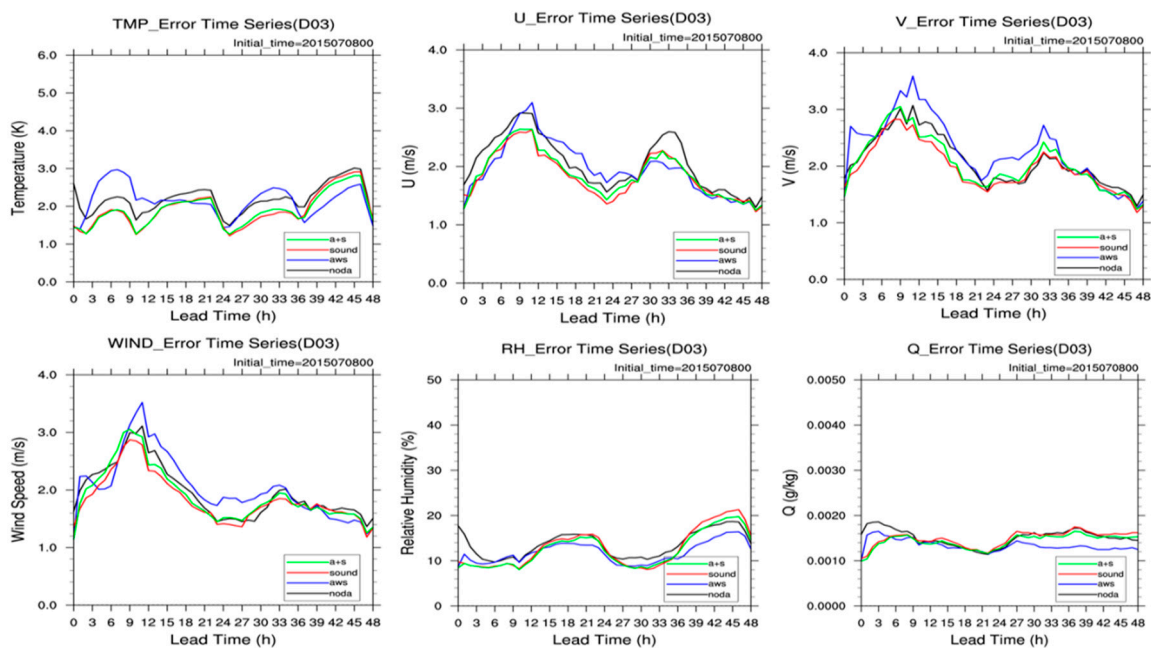 TMP_Error Time Series(D03)
Initial_time=2015070800
6.0
5.0
4.0
3.0
2.0
1.0
0.0
Temperature (K)
a+s
sound
aws
noda
0 3 6 9 12 15 18 21 24 27 30 33 36 39 42 45 48
Lead Time (h)
U_Error Time Series(D03)
Initial_time=2015070800
4.0
3.0
2.0
1.0
0.0
U (m/s)
a+s
sound
aws
noda
0 3 6 9 12 15 18 21 24 27 30 33 36 39 42 45 48
Lead Time (h)
V_Error Time Series(D03)
Initial_time=2015070800
4.0
3.0
2.0
1.0
0.0
V (m/s)
a+s
sound
aws
noda
0 3 6 9 12 15 18 21 24 27 30 33 36 39 42 45 48
Lead Time (h)
WIND_Error Time Series(D03)
Initial_time=2015070800
4.0
3.0
2.0
1.0
0.0
Wind Speed (m/s)
a+s
sound
aws
noda
0 3 6 9 12 15 18 21 24 27 30 33 36 39 42 45 48
Lead Time (h)
RH_Error Time Series(D03)
Initial_time=2015070800
50
40
30
20
10
0
Relative Humidity (%)
a+s
sound
aws
noda
0 3 6 9 12 15 18 21 24 27 30 33 36 39 42 45 48
Lead Time (h)
Q_Error Time Series(D03)
Initial_time=2015070800
0.0050
0.0040
0.0030
0.0020
0.0010
0.0000
Q (g/kg)
a+s
sound
aws
noda
0 3 6 9 12 15 18 21 24 27 30 33 36 39 42 45 48
Lead Time (h)